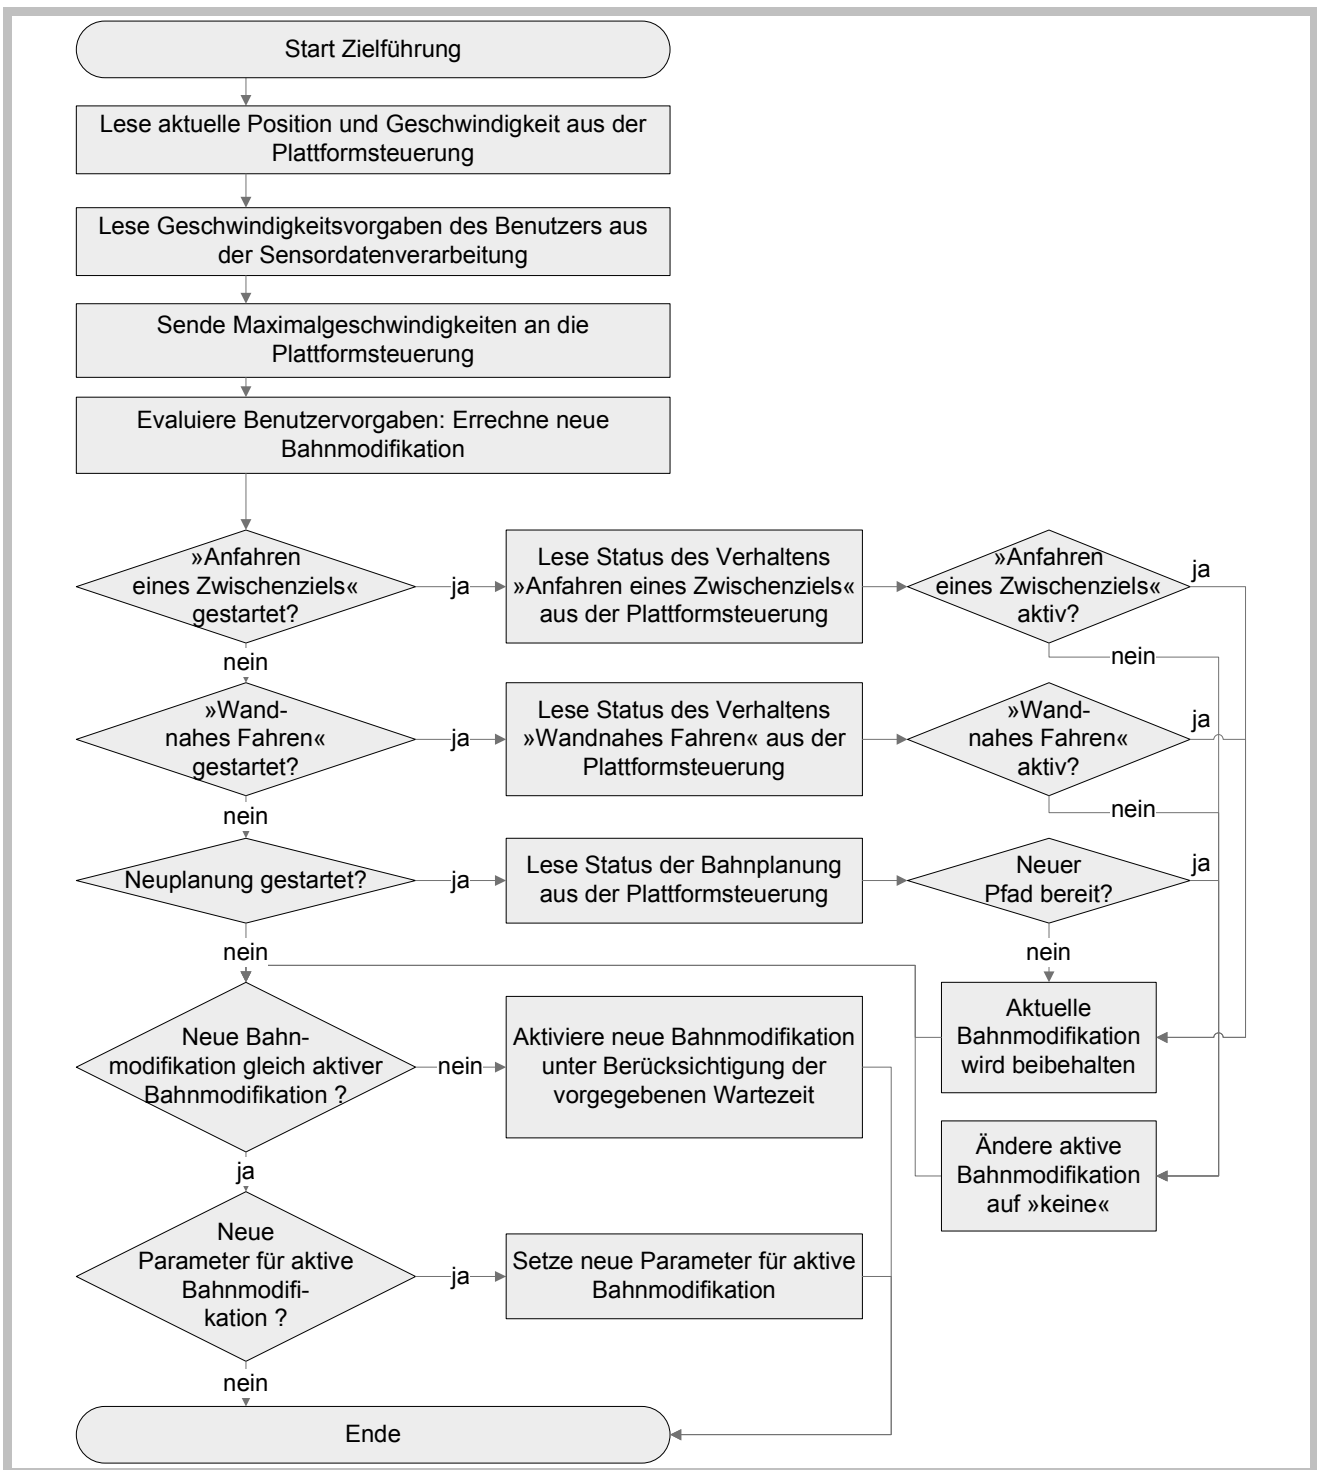 Start Zielführung
Lese aktuelle Position und Geschwindigkeit aus der
Plattformsteuerung
Lese Geschwindigkeitsvorgaben des Benutzers aus
der Sensordatenverarbeitung
Sende Maximalgeschwindigkeiten an die
Plattformsteuerung
Evaluiere Benutzervorgaben: Errechne neue
Bahnmodifikation
»Anfahren
eines Zwischenziels«
gestartet?
ja
Lese Status des Verhaltens
»Anfahren eines Zwischenziels«
aus der Plattformsteuerung
»Anfahren
eines Zwischenziels«
aktiv?
ja
nein
nein
»Wand-
nahes Fahren«
gestartet?
ja
Lese Status des Verhaltens
»Wandnahes Fahren« aus der
Plattformsteuerung
»Wand-
nahes Fahren«
aktiv?
ja
nein
nein
Neuplanung gestartet?
ja
Lese Status der Bahnplanung
aus der Plattformsteuerung
Neuer
Pfad bereit?
ja
nein
nein
Neue Bahn-
modifikation gleich aktiver
Bahnmodifikation ?
nein
Aktiviere neue Bahnmodifikation
unter Berücksichtigung der
vorgegebenen Wartezeit
Aktuelle
Bahnmodifikation
wird beibehalten
Ändere aktive
Bahnmodifikation
auf »keine«
ja
Neue
Parameter für aktive
Bahnmodifi-
kation ?
ja
Setze neue Parameter für aktive
Bahnmodifikation
nein
Ende